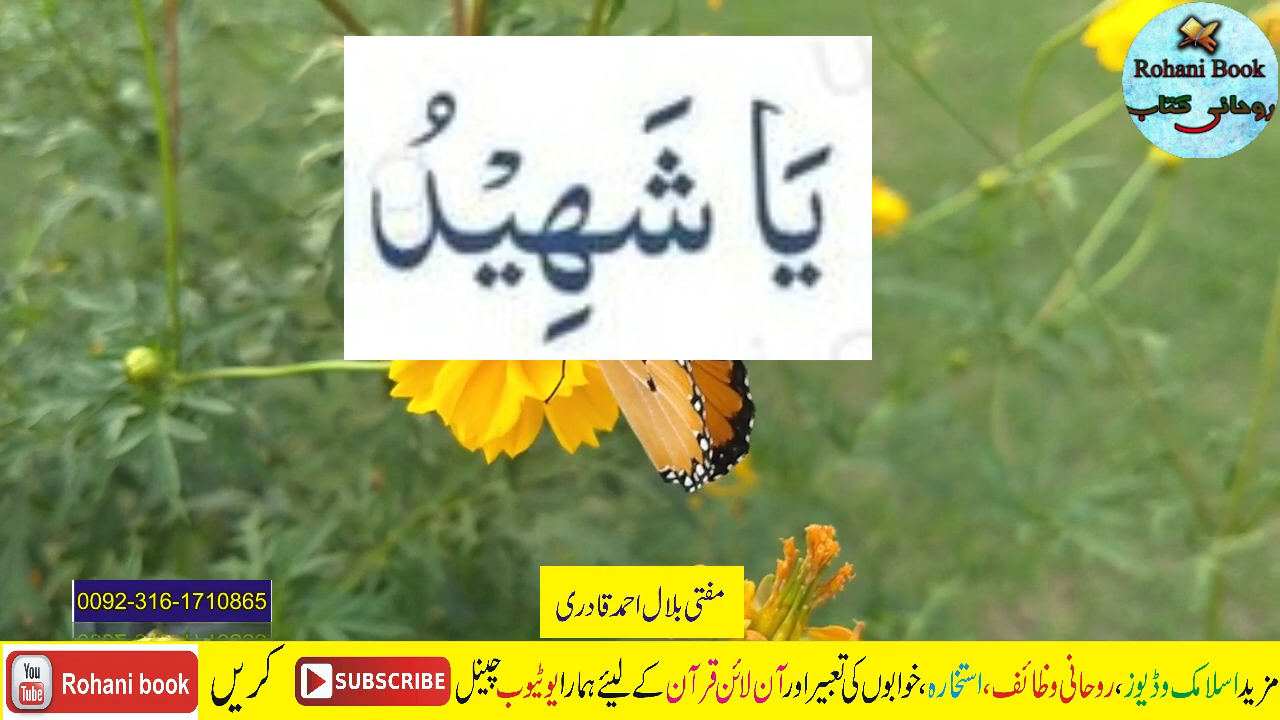 Rohani Book
روحانی کتاب
یَا شَهِیْدُ
0092-316-1710865
مفتی بلال احمد قادری
مزید اسلامک وڈیوز، روحانی وظائف، استخارہ، خوابوں کی تعبیر اور آن لائن قرآن کے لیئے ہمارا یوٹیوب چینل SUBSCRIBE کریں
You Tube Rohani book